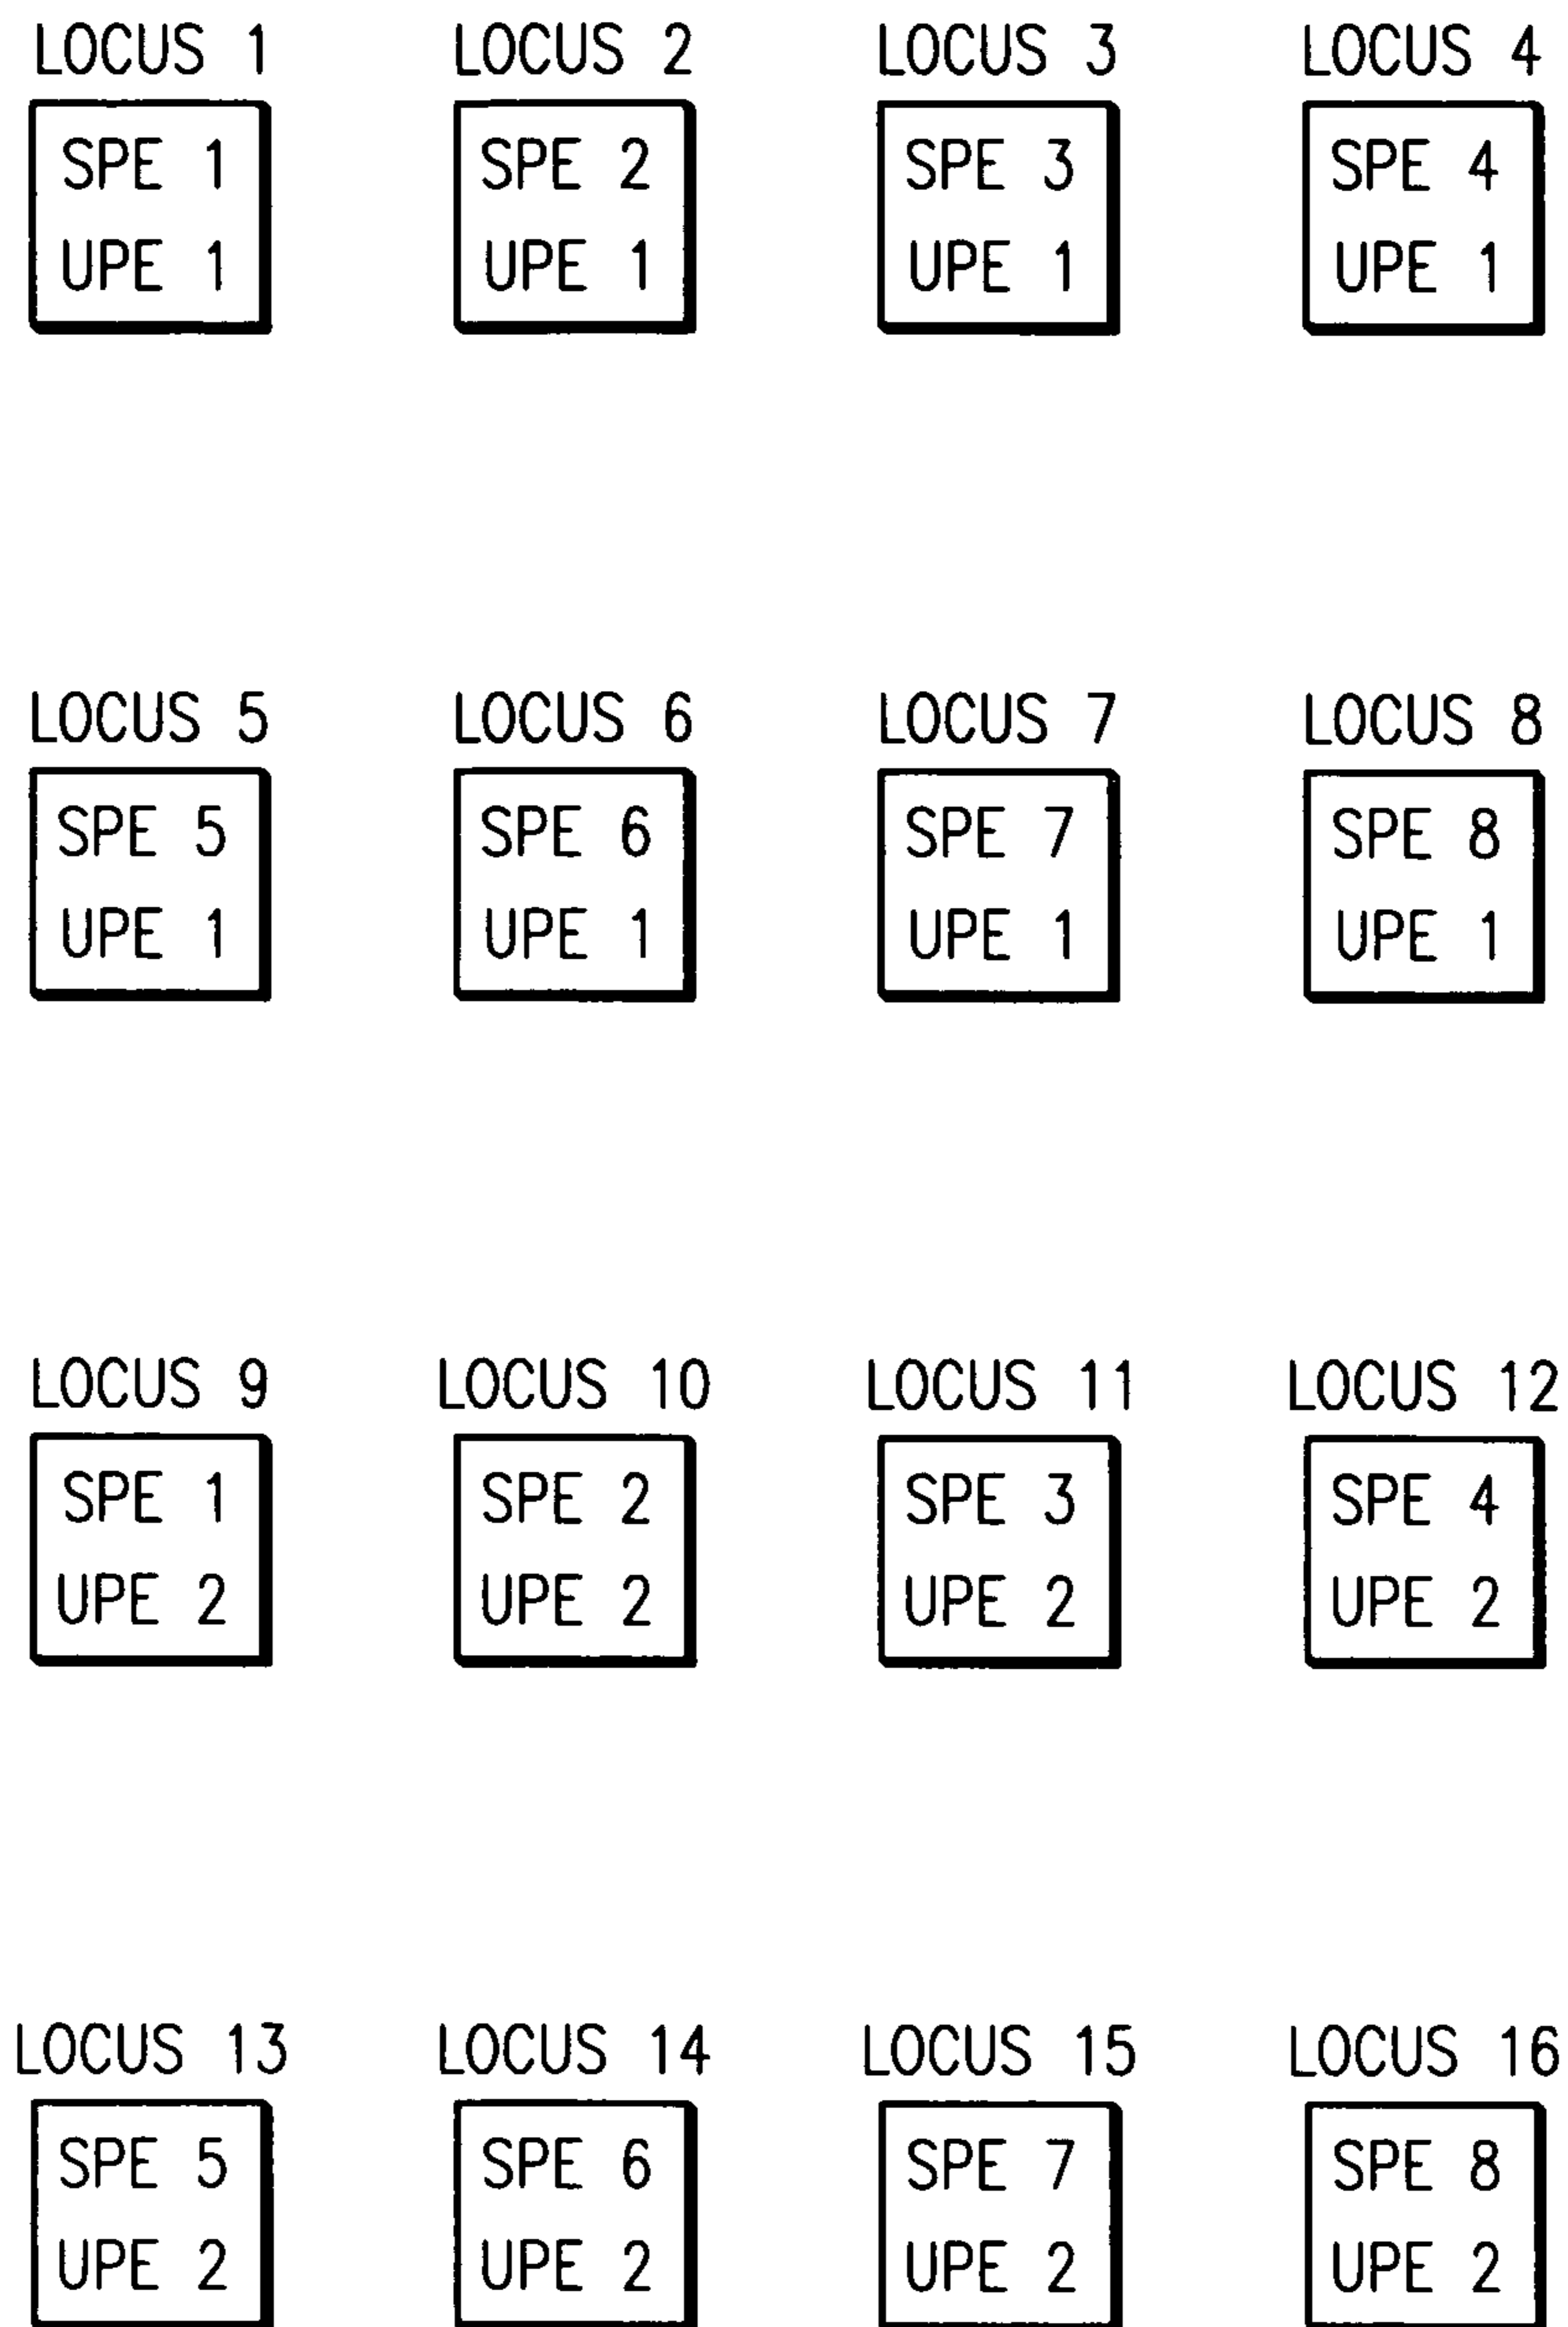 LOCUS 1 LOCUS 2 LOCUS 3 LOCUS 4
SPE 1 SPE 2 SPE 3 SPE 4
UPE 1 UPE 1 UPE 1 UPE 1
LOCUS 5 LOCUS 6 LOCUS 7 LOCUS 8
SPE 5 SPE 6 SPE 7 SPE 8
UPE 1 UPE 1 UPE 1 UPE 1
LOCUS 9 LOCUS 10 LOCUS 11 LOCUS 12
SPE 1 SPE 2 SPE 3 SPE 4
UPE 2 UPE 2 UPE 2 UPE 2
LOCUS 13 LOCUS 14 LOCUS 15 LOCUS 16
SPE 5 SPE 6 SPE 7 SPE 8
UPE 2 UPE 2 UPE 2 UPE 2